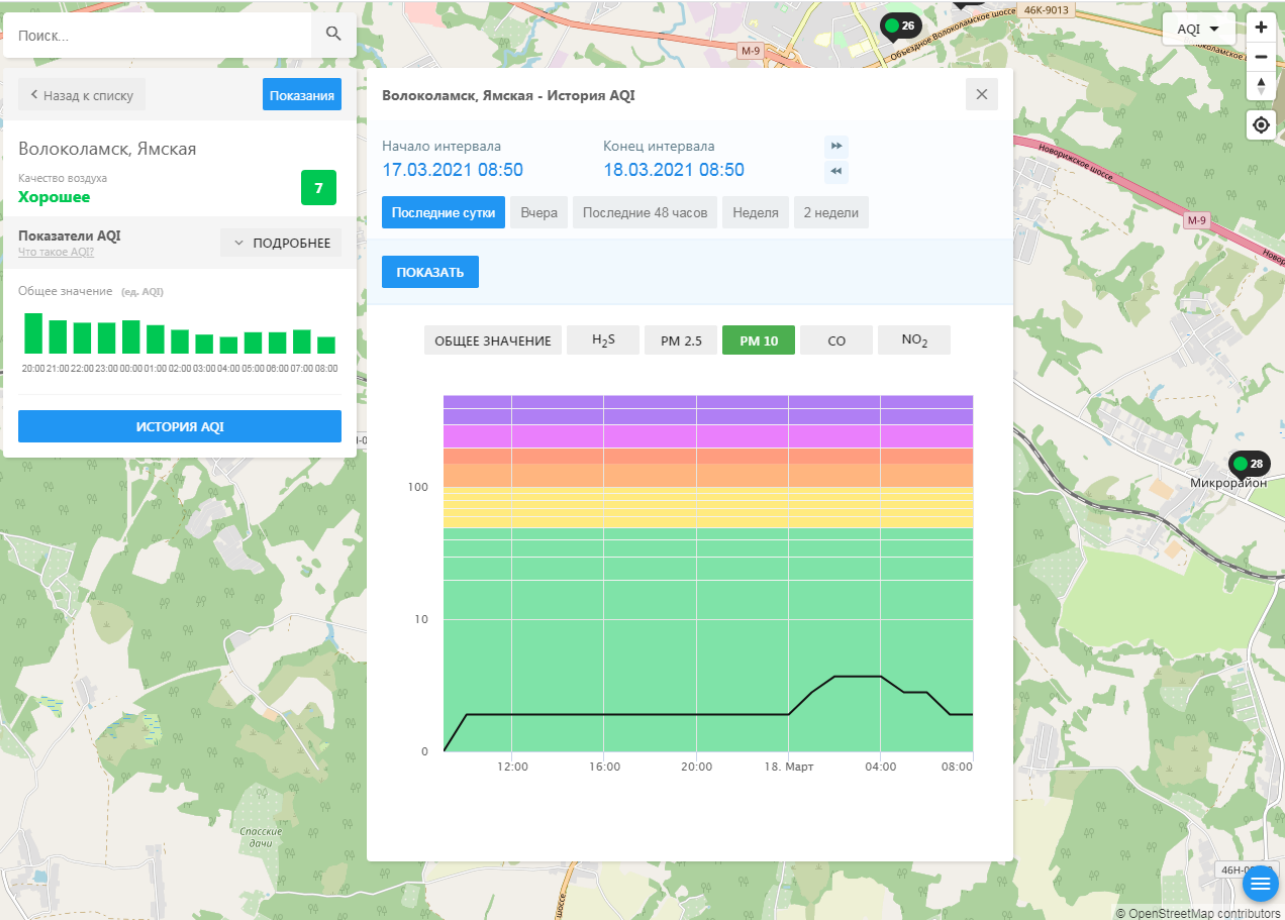 46К-9013
Поиск...
26
Объездное Волоколамское шоссе
AQI
М-9
Назад к списку
Показания
Волоколамск, Ямская - История AQI
Начало интервала
Конец интервала
17.03.2021 08:50
18.03.2021 08:50
Волоколамск, Ямская
Качество воздуха
Хорошее
7
Последние сутки
Вчера
Последние 48 часов
Неделя
2 недели
Новорижское шоссе
М-9
Показатели AQI
Что такое AQI?
ПОДРОБНЕЕ
ПОКАЗАТЬ
Общее значение (ед. AQI)
20:00 21:00 22:00 23:00 00:00 01:00 02:00 03:00 04:00 05:00 06:00 07:00 08:00
ИСТОРИЯ AQI
ОБЩЕЕ ЗНАЧЕНИЕ
H2S
PM 2.5
PM 10
CO
NO2
100
10
0
12:00
16:00
20:00
18. Март
04:00
08:00
28
Микрорайон
Спасские
дачи
© OpenStreetMap contributors